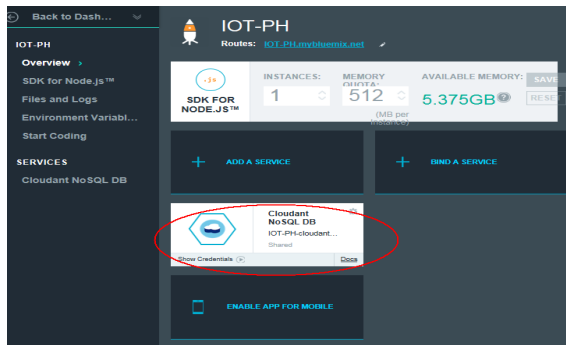 Back to Dash...
IOT-PH
Overview >
SDK for Node.js™
Files and Logs
Environment Variabl...
Start Coding
SERVICES
Cloudant NoSQL DB
IOT-PH
Routes: IOT-PH.mybluemix.net
JS
SDK FOR
NODE.JS™
INSTANCES:
1
MEMORY
QUOTA:
512
(MB per
Instance)
AVAILABLE MEMORY:
5.375GB
SAVE
RESET
+ ADD A SERVICE
+ BIND A SERVICE
Cloudant
NoSQL DB
IOT-PH-cloudant...
Shared
Show Credentials
Docs
ENABLE APP FOR MOBILE